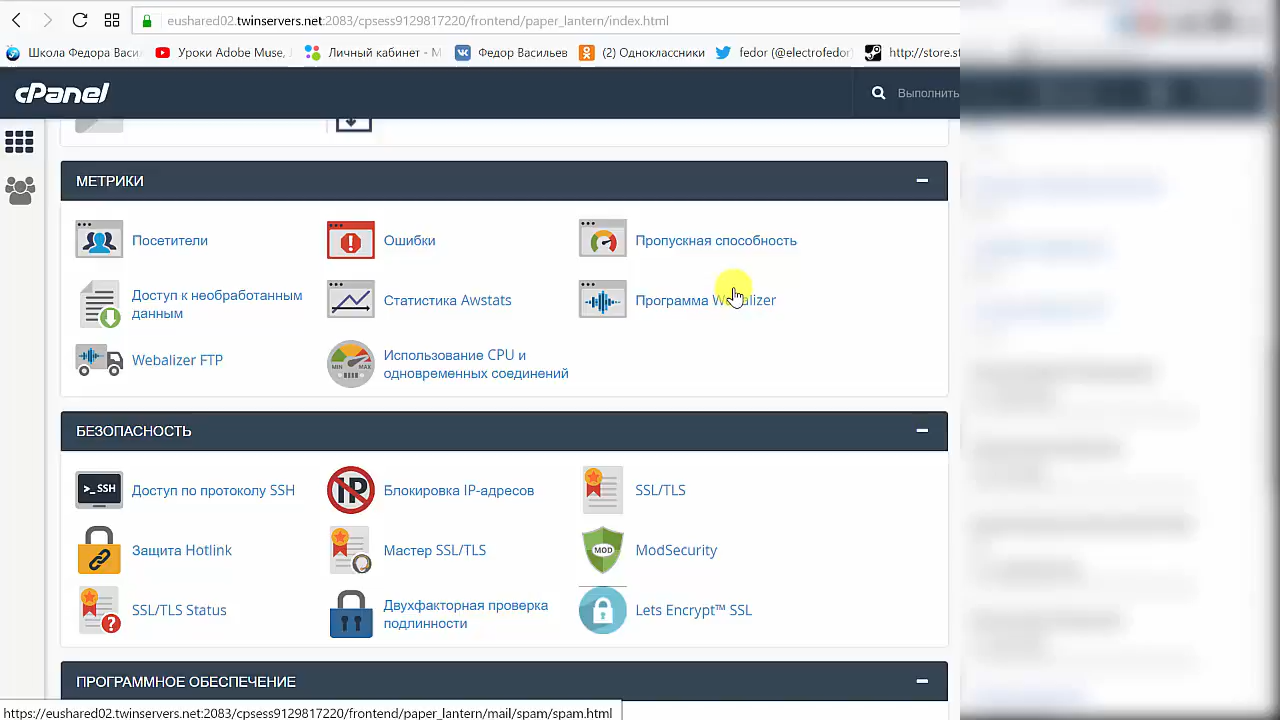 eushared02.twinservers.net:2083/cpsess9129817220/frontend/paper_lantern/index.html
Школа Федора Васи
Уроки Adobe Muse,
Личный кабинет - М
Федор Васильев
(2) Одноклассники
fedor (@electrofedor
http://store.st
cPanel
Выполнить
МЕТРИКИ
Посетители
Ошибки
Пропускная способность
Доступ к необработанным
данным
Статистика Awstats
Программа Webalizer
Webalizer FTP
Использование CPU и
одновременных соединений
MIN MAX
БЕЗОПАСНОСТЬ
>_SSH
Доступ по протоколу SSH
IP
Блокировка IP-адресов
SSL/TLS
Защита Hotlink
Мастер SSL/TLS
MOD
ModSecurity
SSL/TLS Status
Двухфакторная проверка
подлинности
Lets Encrypt™ SSL
ПРОГРАММНОЕ ОБЕСПЕЧЕНИЕ
https://eushared02.twinservers.net:2083/cpsess9129817220/frontend/paper_lantern/mail/spam/spam.html